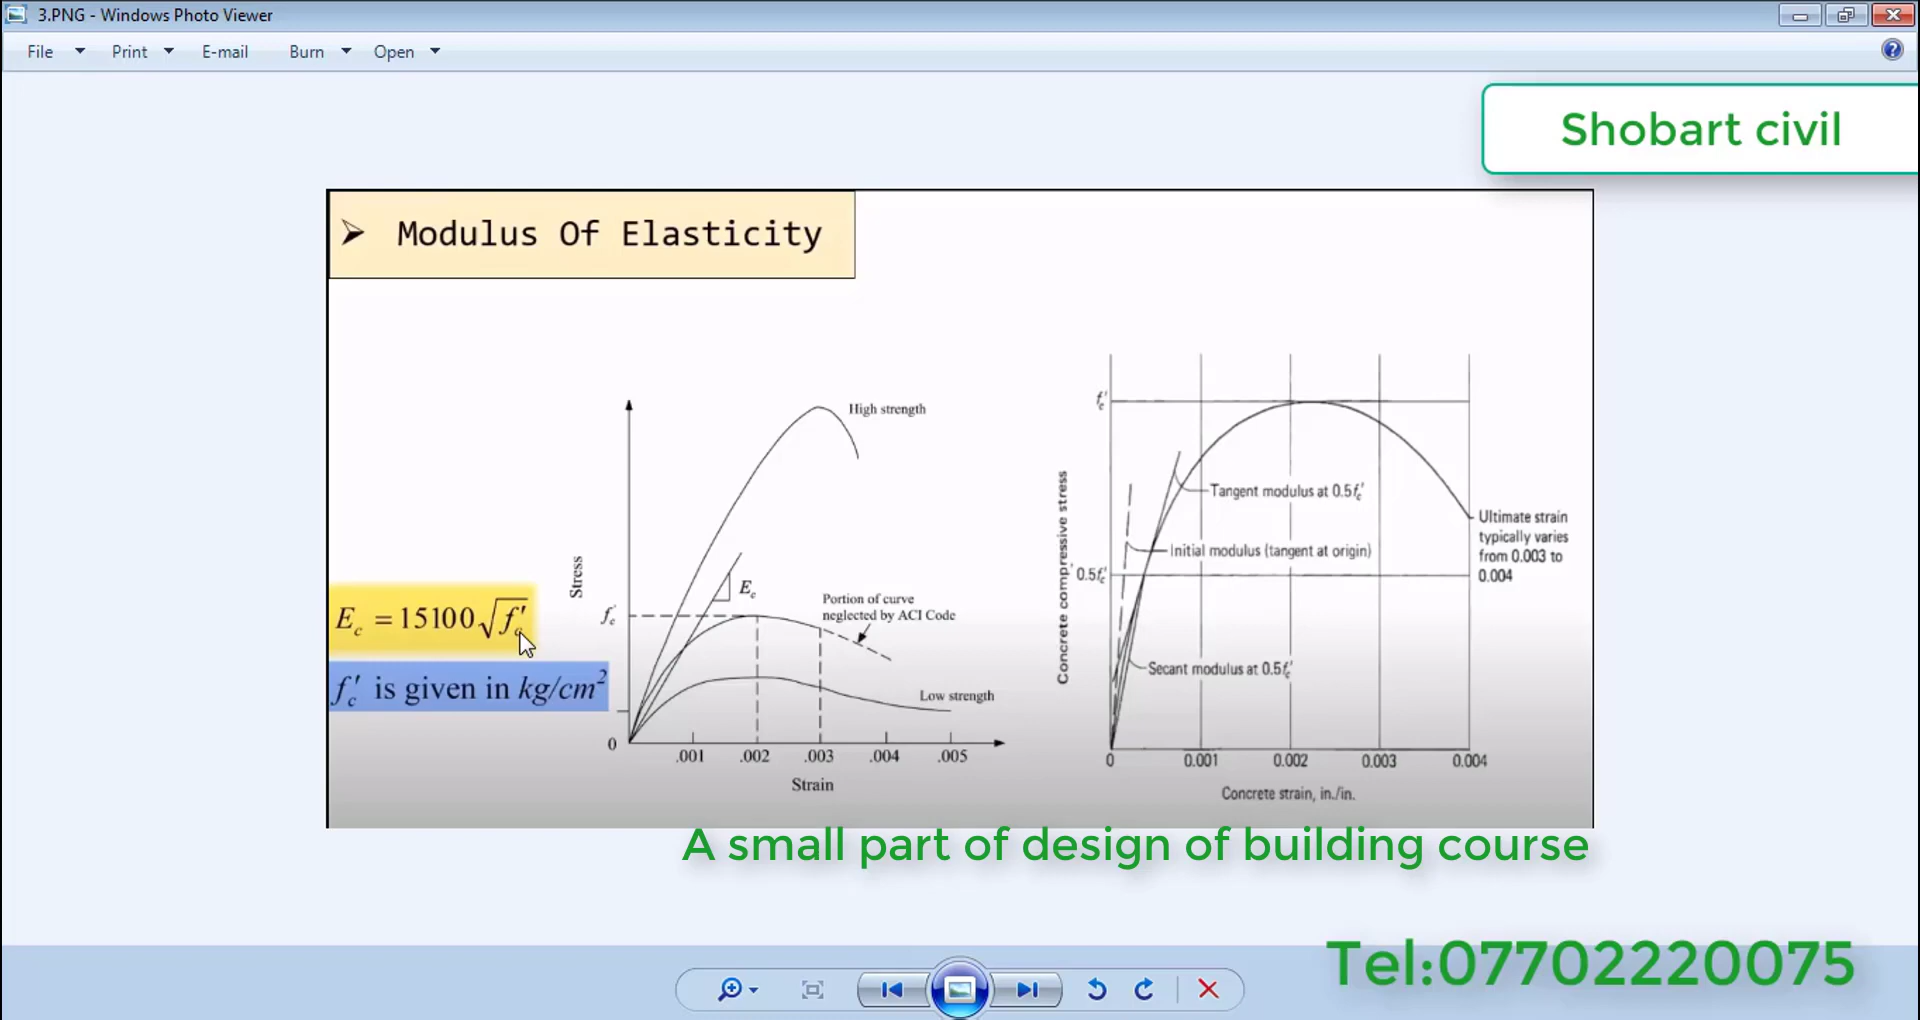 3.PNG - Windows Photo Viewer
File Print E-mail Burn Open
Shobart civil
➢ Modulus Of Elasticity
E_c = 15100√f'_c
f'_c is given in kg/cm²
Stress
f'_c
0
High strength
E_c
Portion of curve
neglected by ACI Code
Low strength
.001 .002 .003 .004 .005
Strain
Concrete compressive stress
f'_c
0.5f'_c
Tangent modulus at 0.5f'_c
Initial modulus (tangent at origin)
Secant modulus at 0.5f'_c
Ultimate strain
typically varies
from 0.003 to
0.004
0 0.001 0.002 0.003 0.004
Concrete strain, in./in.
A small part of design of building course
Tel:07702220075